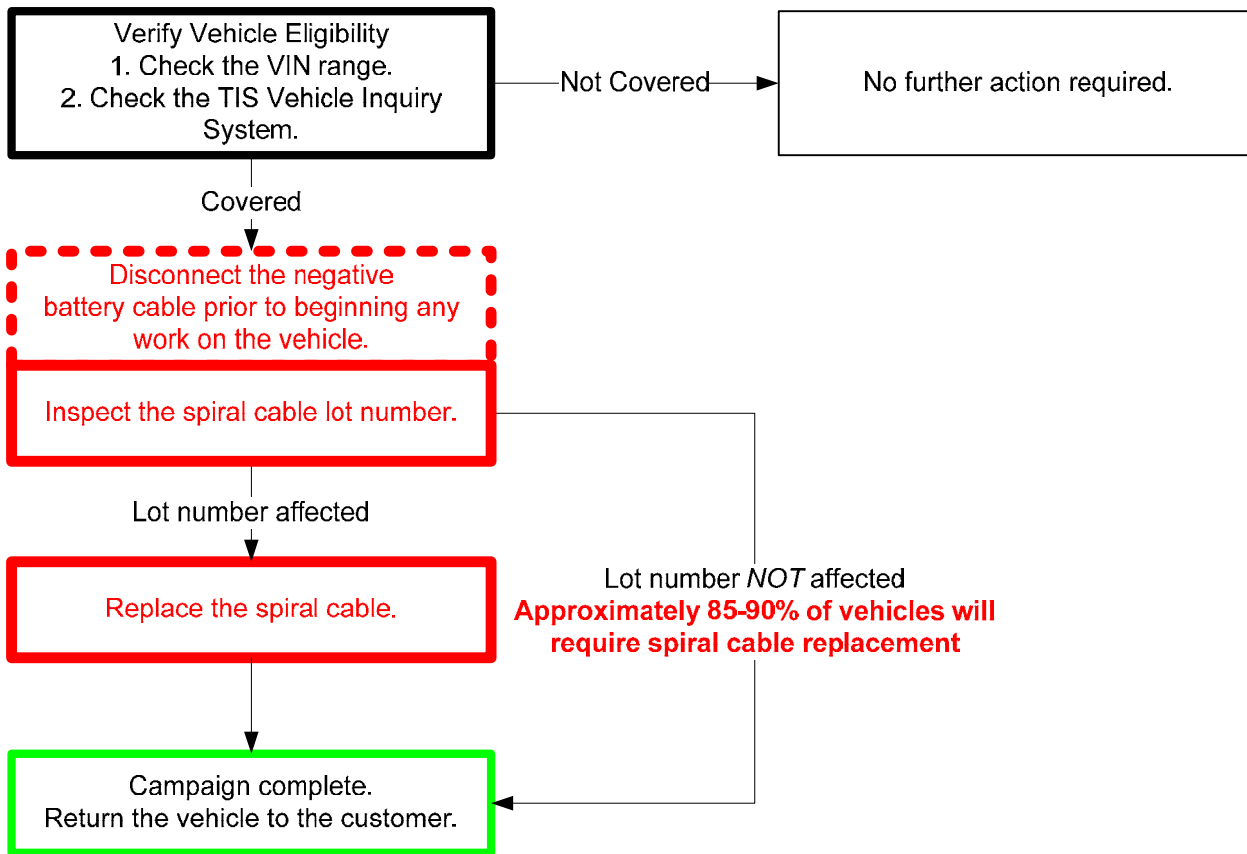 Verify Vehicle Eligibility
1. Check the VIN range.
2. Check the TIS Vehicle Inquiry
System.
Not Covered
No further action required.
Covered
Disconnect the negative
battery cable prior to beginning any
work on the vehicle.
Inspect the spiral cable lot number.
Lot number affected
Lot number NOT affected
Approximately 85-90% of vehicles will
require spiral cable replacement
Replace the spiral cable.
Campaign complete.
Return the vehicle to the customer.